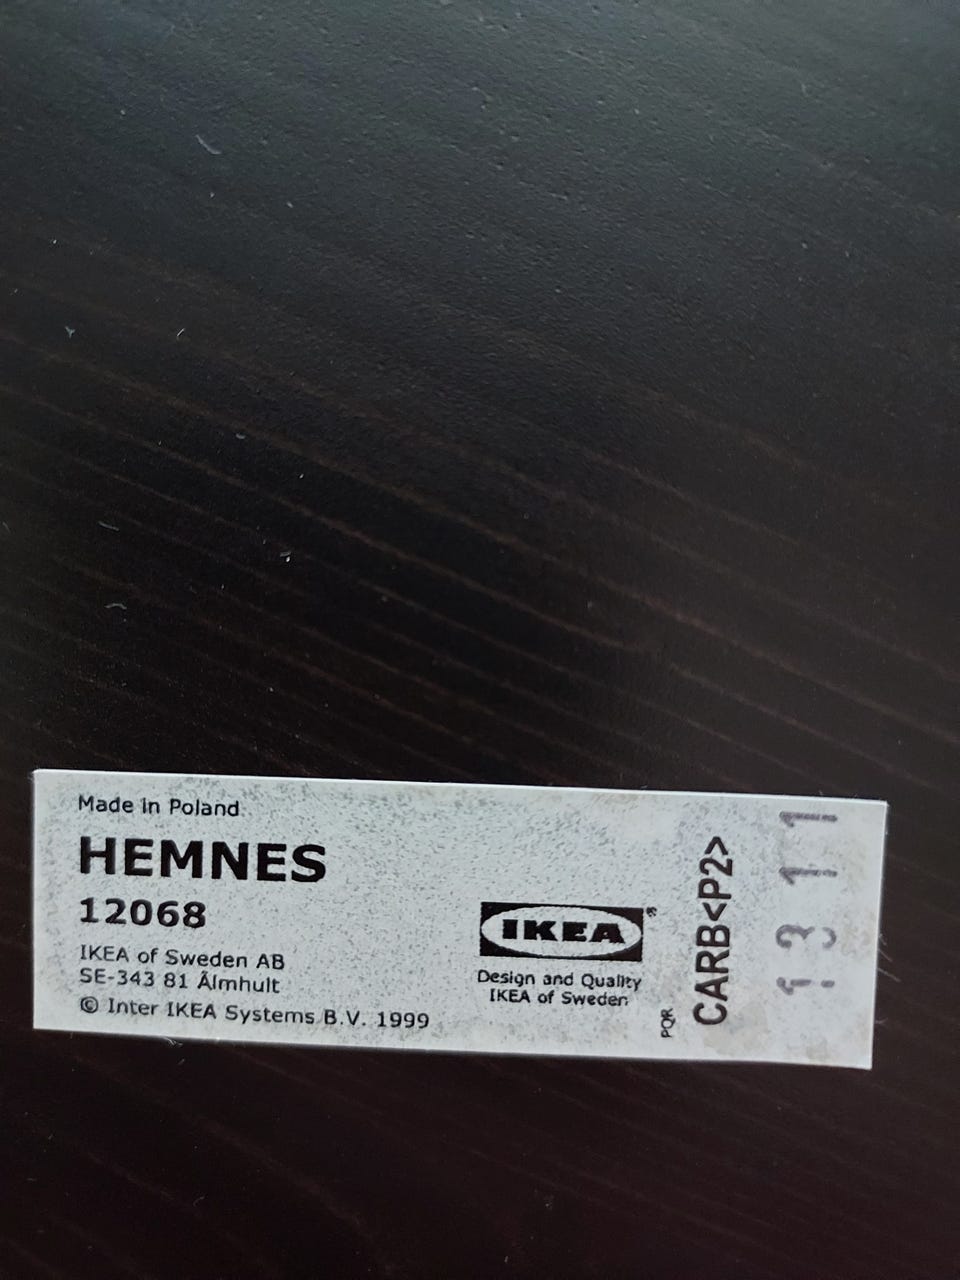 Made in Poland
HEMNES
12068
IKEA of Sweden AB
SE-343 81 Älmhult
© Inter IKEA Systems B.V. 1999
IKEA®
Design and Quality
IKEA of Sweden
PQR
CARB<P2>
1311